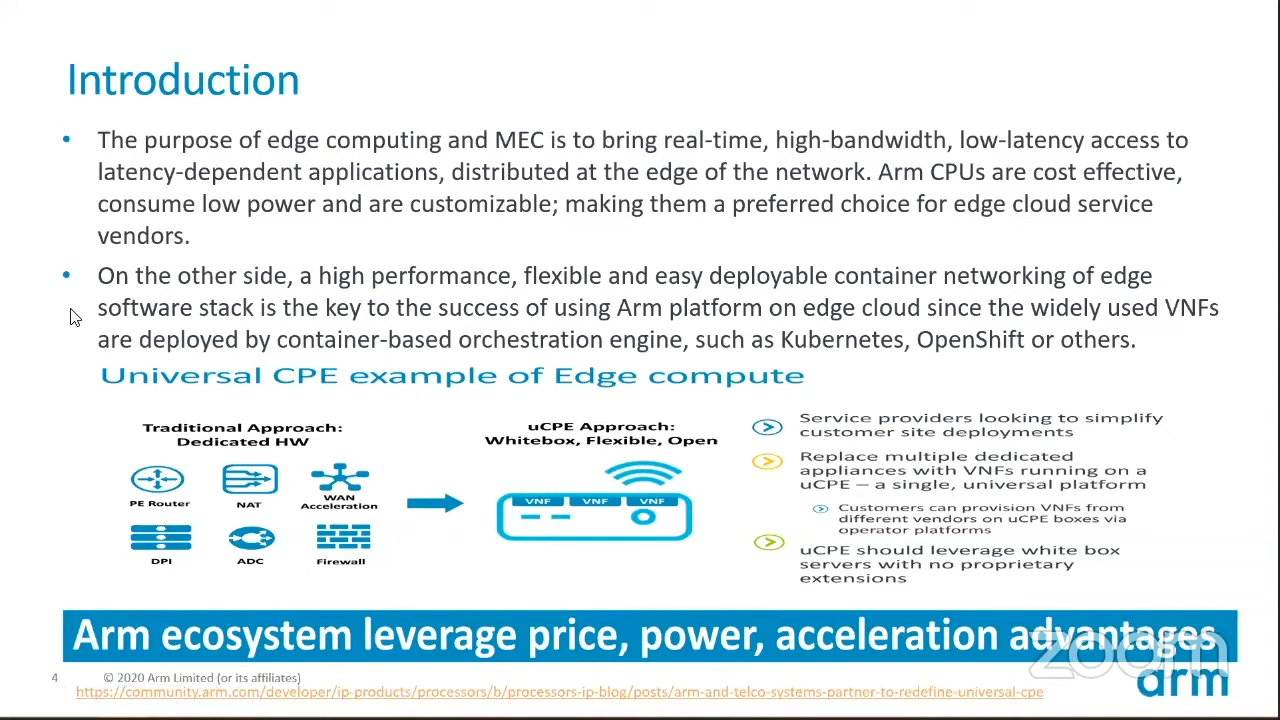 Introduction
• The purpose of edge computing and MEC is to bring real-time, high-bandwidth, low-latency access to
latency-dependent applications, distributed at the edge of the network. Arm CPUs are cost effective,
consume low power and are customizable; making them a preferred choice for edge cloud service
vendors.
• On the other side, a high performance, flexible and easy deployable container networking of edge
software stack is the key to the success of using Arm platform on edge cloud since the widely used VNFs
are deployed by container-based orchestration engine, such as Kubernetes, OpenShift or others.
Universal CPE example of Edge compute
Traditional Approach:
Dedicated HW
PE Router
NAT
WAN
Acceleration
DPI
ADC
Firewall
uCPE Approach:
Whitebox, Flexible, Open
VNF VNF VNF
Service providers looking to simplify
customer site deployments
Replace multiple dedicated
appliances with VNFs running on a
uCPE – a single, universal platform
Customers can provision VNFs from
different vendors on uCPE boxes via
operator platforms
uCPE should leverage white box
servers with no proprietary
extensions
Arm ecosystem leverage price, power, acceleration advantages
zoom
4 © 2020 Arm Limited (or its affiliates)
https://community.arm.com/developer/ip-products/processors/b/processors-ip-blog/posts/arm-and-telco-systems-partner-to-redefine-universal-cpe
arm